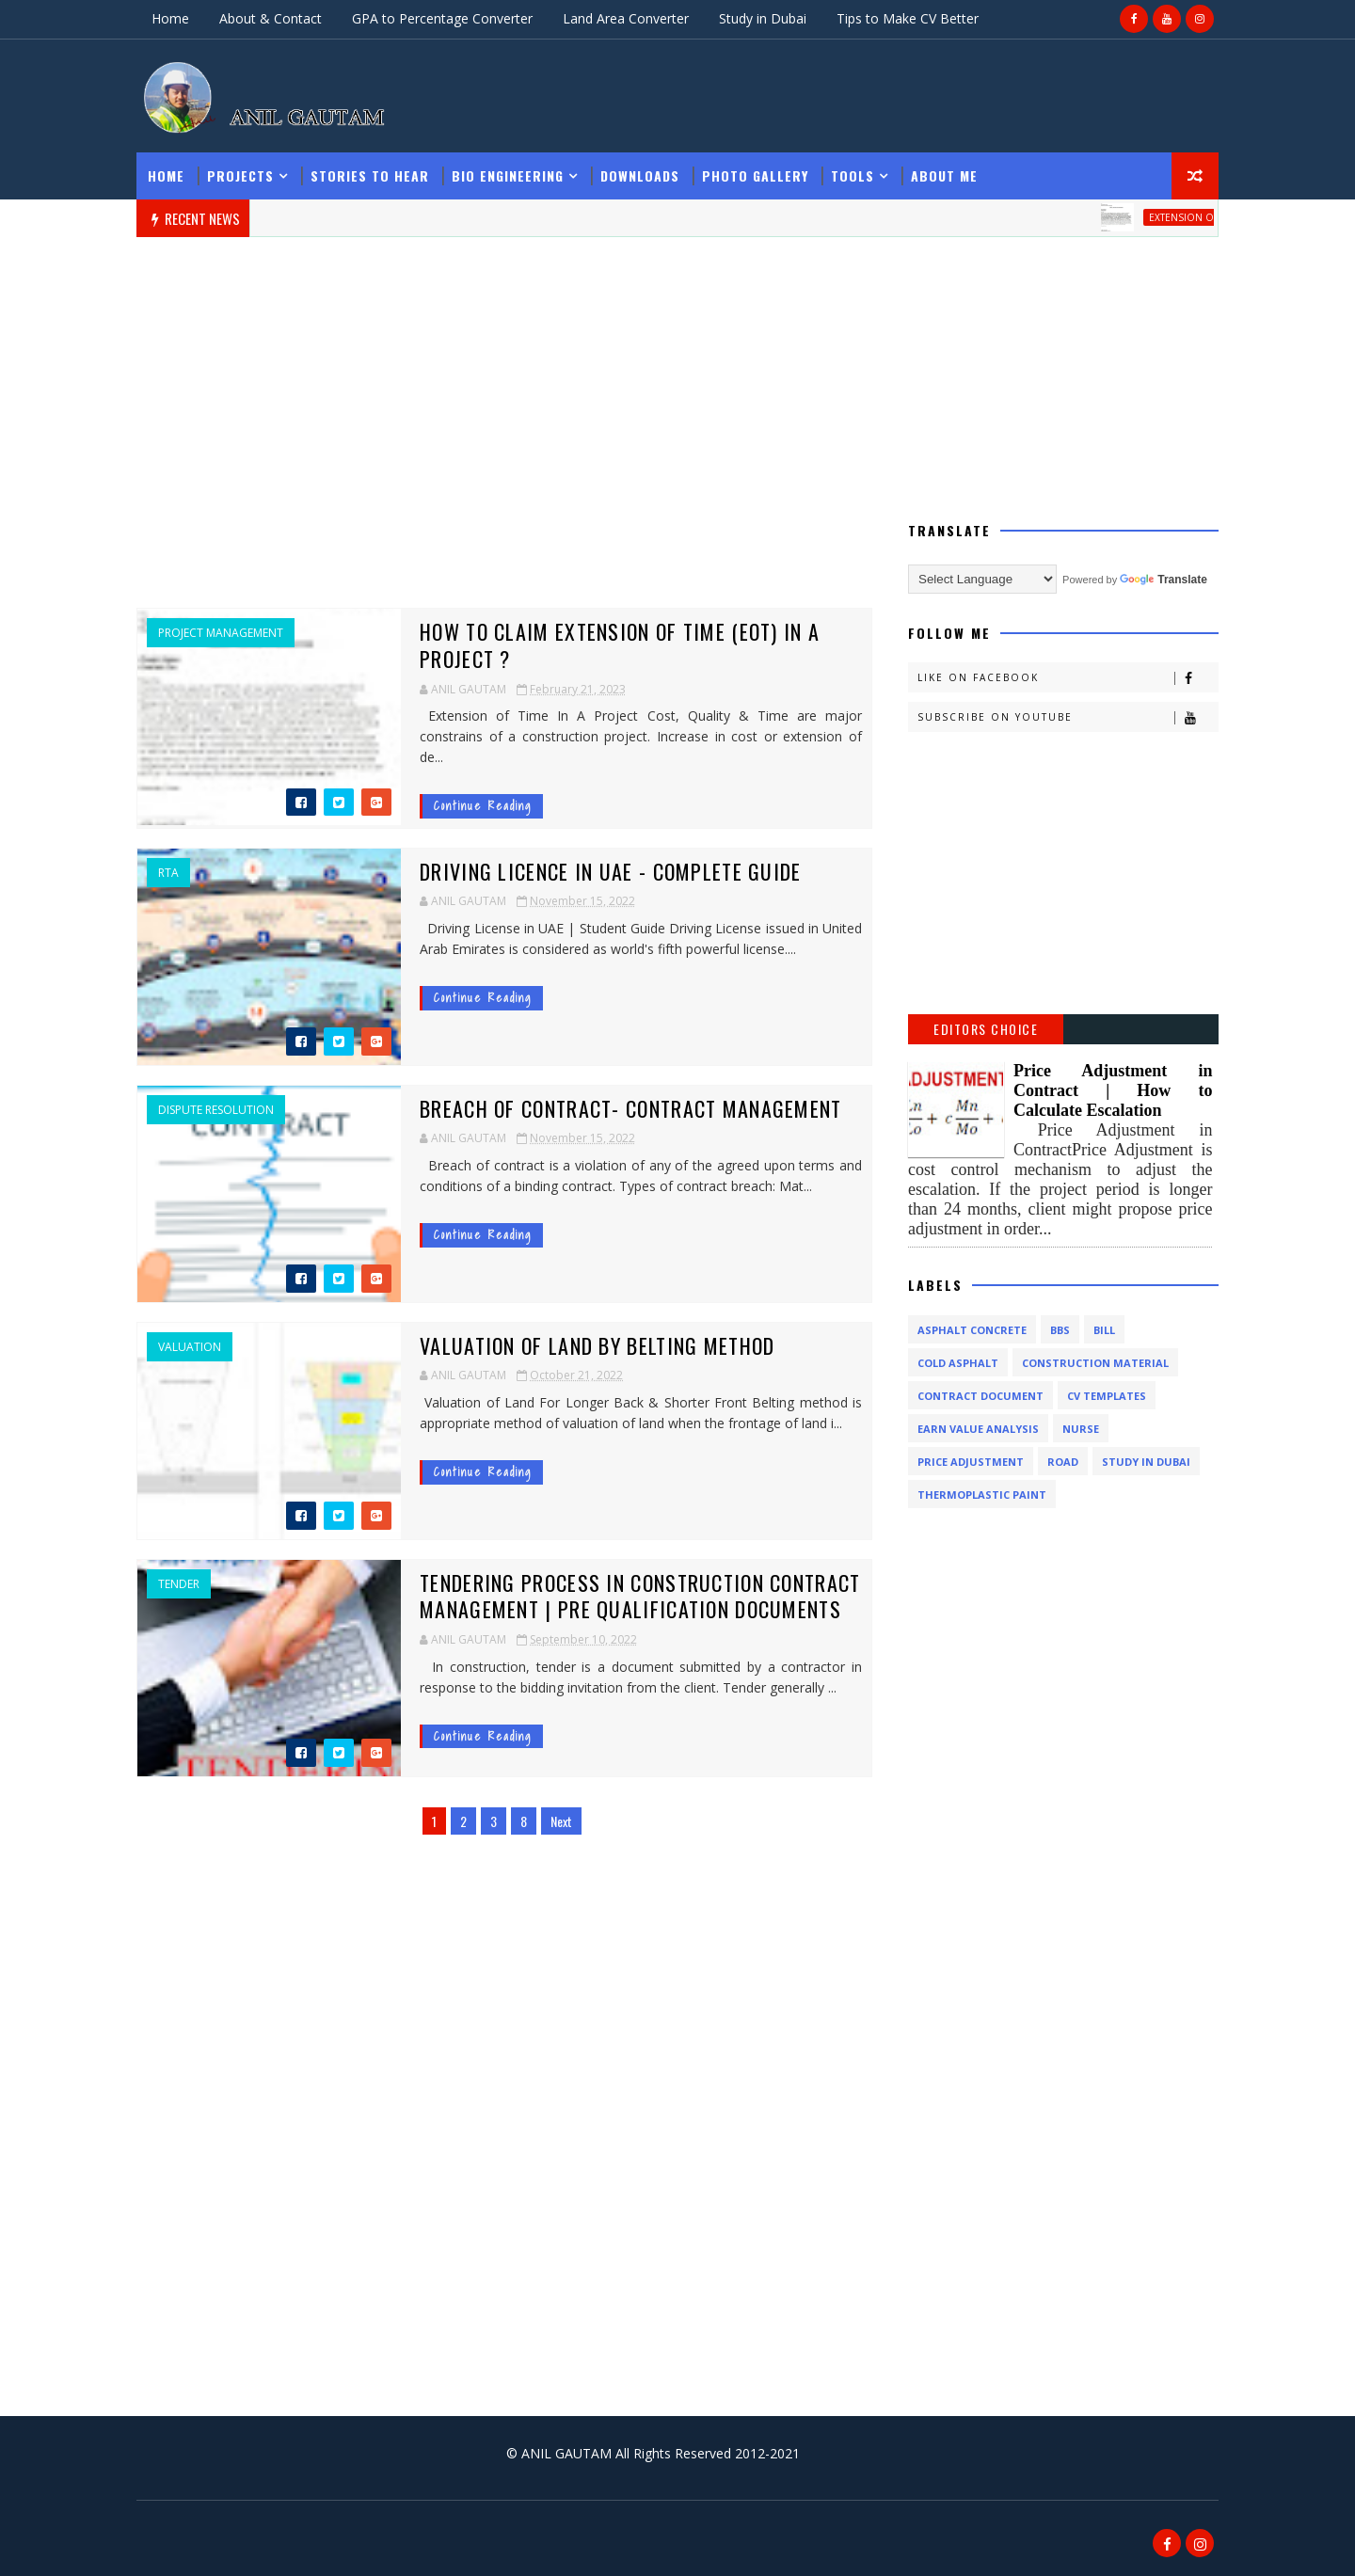 Home About & Contact GPA to Percentage Converter Land Area Converter Study in Dubai Tips to Make CV Better
ANIL GAUTAM
HOME PROJECTS STORIES TO HEAR BIO ENGINEERING DOWNLOADS PHOTO GALLERY TOOLS ABOUT ME
RECENT NEWS
EXTENSION O
PROJECT MANAGEMENT
HOW TO CLAIM EXTENSION OF TIME (EOT) IN A
PROJECT ?
ANIL GAUTAM February 21, 2023
Extension of Time In A Project Cost, Quality & Time are major
constrains of a construction project. Increase in cost or extension of
de...
Continue Reading
RTA
DRIVING LICENCE IN UAE - COMPLETE GUIDE
ANIL GAUTAM November 15, 2022
Driving License in UAE | Student Guide Driving License issued in United
Arab Emirates is considered as world's fifth powerful license....
Continue Reading
DISPUTE RESOLUTION
CONTRACT
BREACH OF CONTRACT- CONTRACT MANAGEMENT
ANIL GAUTAM November 15, 2022
Breach of contract is a violation of any of the agreed upon terms and
conditions of a binding contract. Types of contract breach: Mat...
Continue Reading
VALUATION
VALUATION OF LAND BY BELTING METHOD
ANIL GAUTAM October 21, 2022
Valuation of Land For Longer Back & Shorter Front Belting method is
appropriate method of valuation of land when the frontage of land i...
Continue Reading
TENDER
TENDERING PROCESS IN CONSTRUCTION CONTRACT
MANAGEMENT | PRE QUALIFICATION DOCUMENTS
ANIL GAUTAM September 10, 2022
In construction, tender is a document submitted by a contractor in
response to the bidding invitation from the client. Tender generally ...
Continue Reading
1 2 3 8 Next
TRANSLATE
Select Language Powered by Google Translate
FOLLOW ME
LIKE ON FACEBOOK
SUBSCRIBE ON YOUTUBE
EDITORS CHOICE
Price Adjustment in
Contract | How to
Calculate Escalation
Price Adjustment in
ContractPrice Adjustment is
cost control mechanism to adjust the
escalation. If the project period is longer
than 24 months, client might propose price
adjustment in order...
LABELS
ASPHALT CONCRETE BBS BILL
COLD ASPHALT CONSTRUCTION MATERIAL
CONTRACT DOCUMENT CV TEMPLATES
EARN VALUE ANALYSIS NURSE
PRICE ADJUSTMENT ROAD STUDY IN DUBAI
THERMOPLASTIC PAINT
© ANIL GAUTAM All Rights Reserved 2012-2021